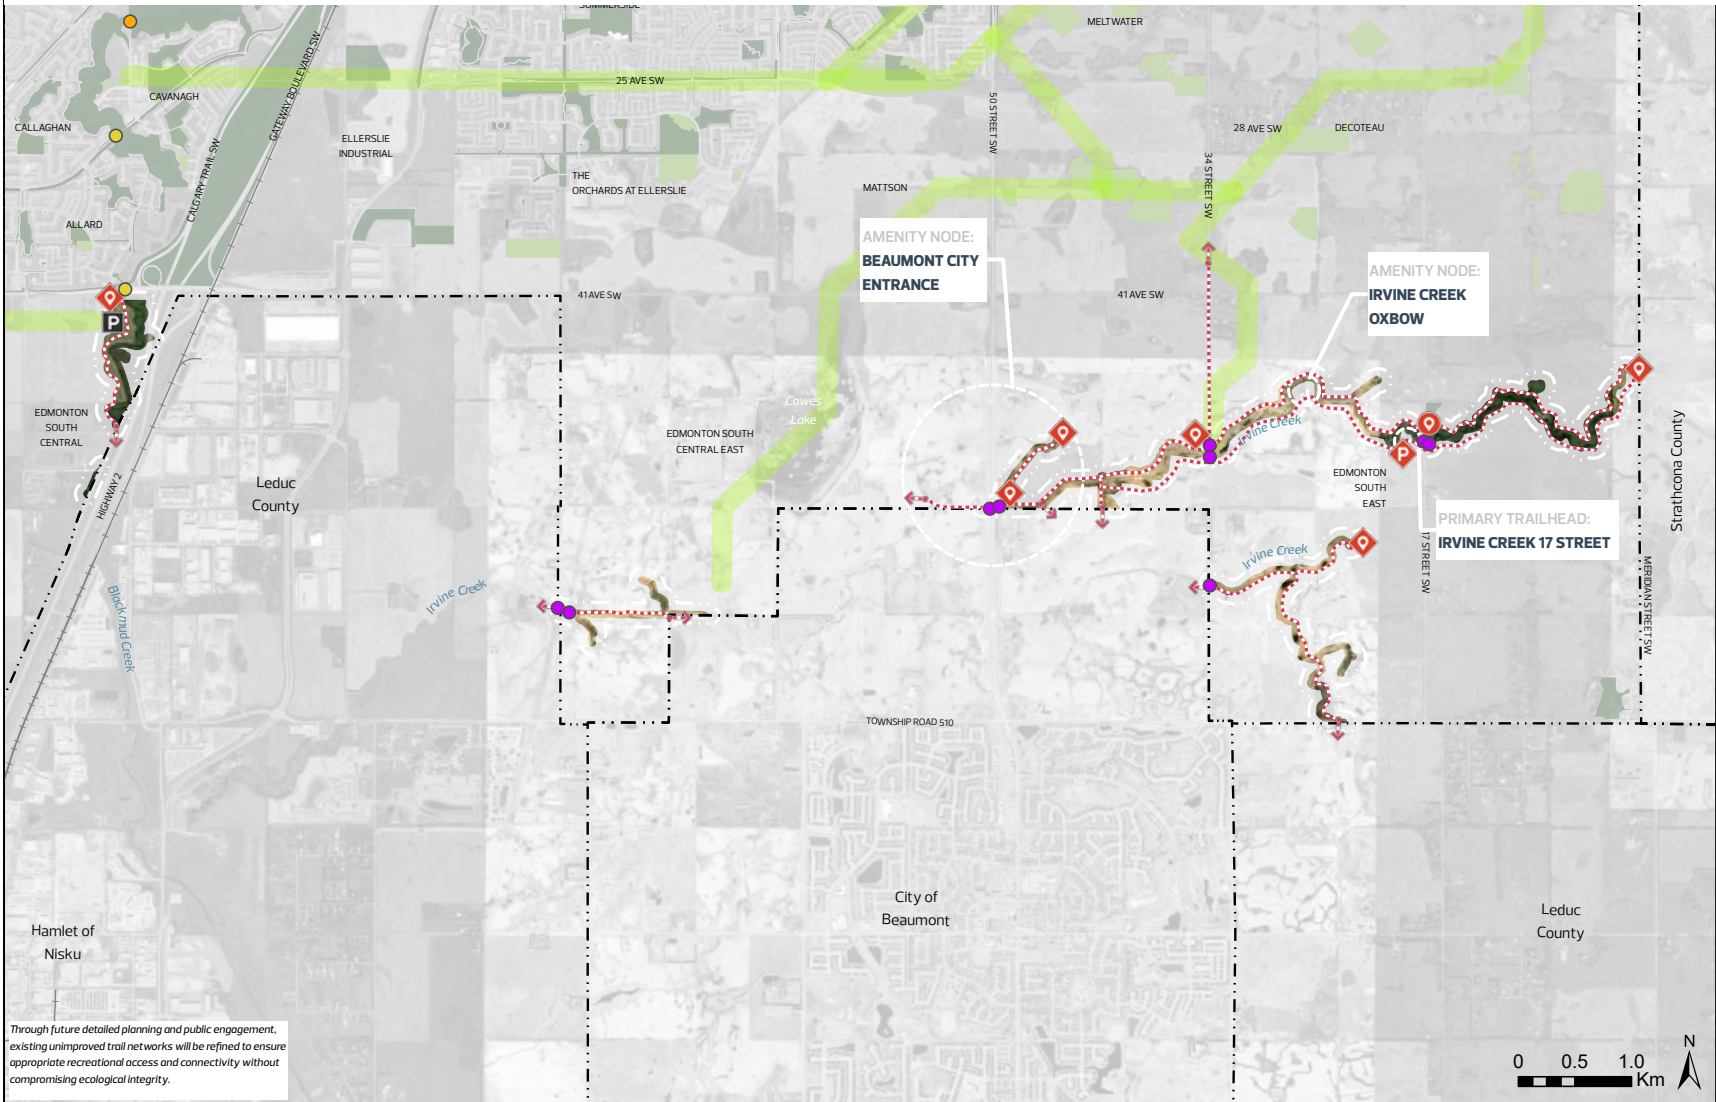 SUMMERSIDE
MELTWATER
25 AVE SW
CAVANAGH
CALLAGHAN
GATEWAY BOULEVARD SW
CALGARY TRAIL SW
ELLERSLIE
INDUSTRIAL
50 STREET SW
28 AVE SW
DECOTEAU
THE
ORCHARDS AT ELLERSLIE
MATTSON
34 STREET SW
ALLARD
AMENITY NODE:
BEAUMONT CITY
ENTRANCE
AMENITY NODE:
IRVINE CREEK
OXBOW
41 AVE SW
41 AVE SW
P
EDMONTON
SOUTH
CENTRAL
Cawes
Lake
EDMONTON SOUTH
CENTRAL EAST
Irvine Creek
P
EDMONTON
SOUTH
EAST
Strathcona County
HIGHWAY 2
Leduc
County
PRIMARY TRAILHEAD:
IRVINE CREEK 17 STREET
17 STREET SW
Irvine Creek
MERIDIAN STREET SW
Blackmud Creek
Irvine Creek
TOWNSHIP ROAD 510
City of
Beaumont
Leduc
County
Hamlet of
Nisku
Through future detailed planning and public engagement,
existing unimproved trail networks will be refined to ensure
appropriate recreational access and connectivity without
compromising ecological integrity.
N
0 0.5 1.0
Km